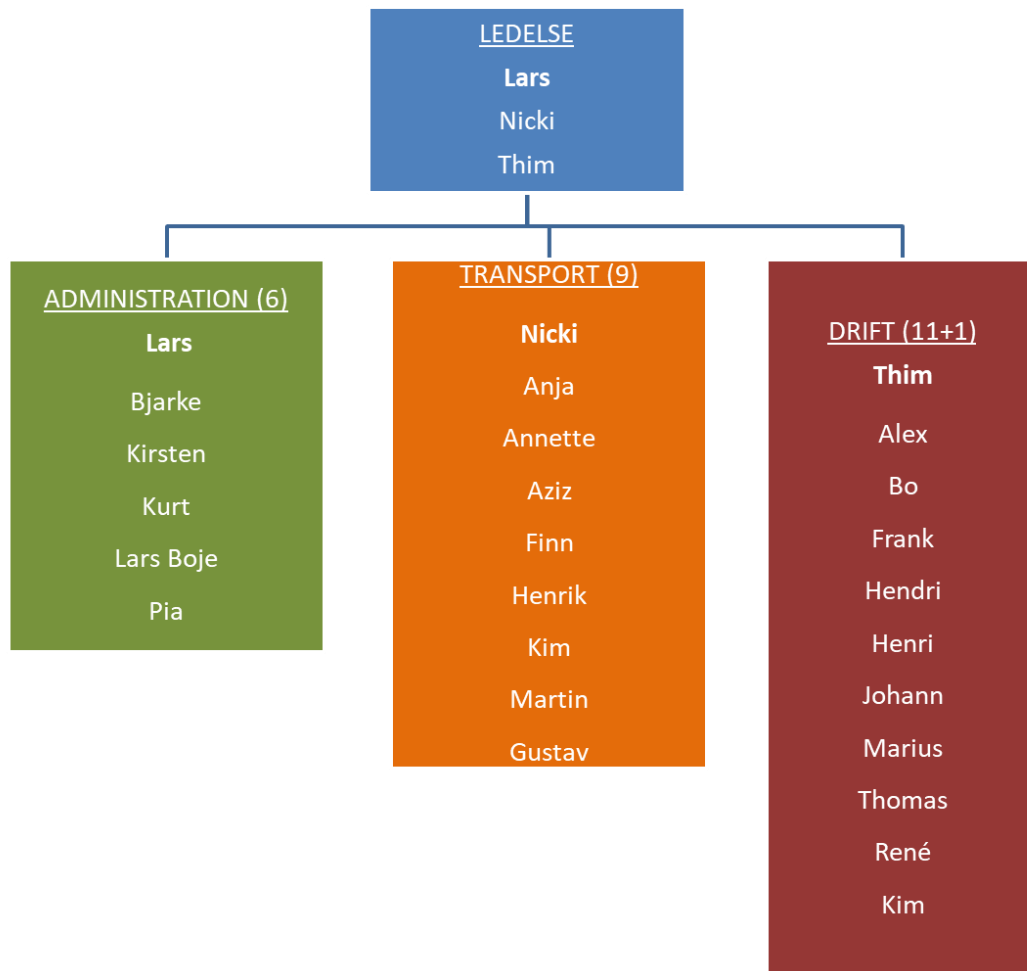 LEDELSE
Lars
Nicki
Thim
ADMINISTRATION (6)
Lars
Bjarke
Kirsten
Kurt
Lars Boje
Pia
TRANSPORT (9)
Nicki
Anja
Annette
Aziz
Finn
Henrik
Kim
Martin
Gustav
DRIFT (11+1)
Thim
Alex
Bo
Frank
Hendri
Henri
Johann
Marius
Thomas
René
Kim